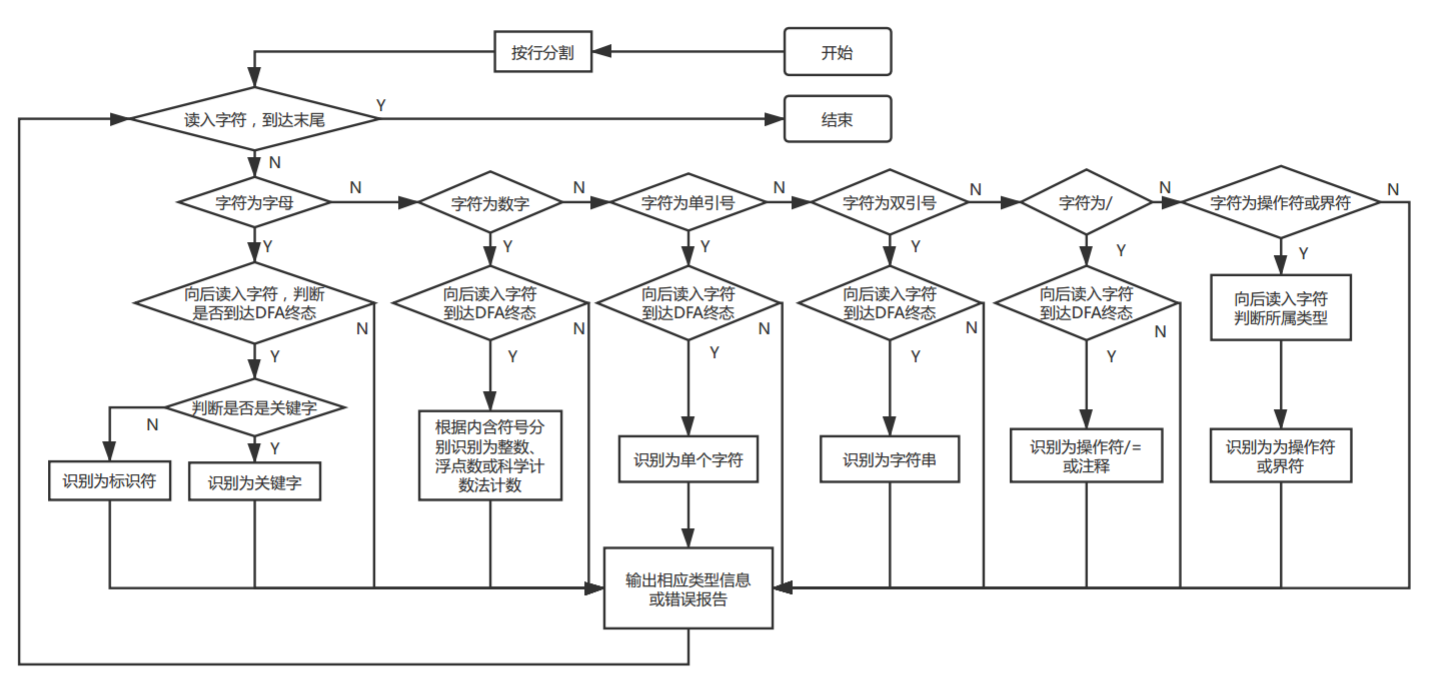 按行分割
开始
读入字符，到达末尾
Y
结束
N
字符为字母
N
字符为数字
N
字符为单引号
N
字符为双引号
N
字符为/
N
字符为操作符或界符
N
Y
Y
Y
Y
Y
Y
向后读入字符，判断
是否到达DFA终态
N
向后读入字符
到达DFA终态
N
向后读入字符
到达DFA终态
N
向后读入字符
到达DFA终态
N
向后读入字符
到达DFA终态
N
向后读入字符
判断所属类型
Y
Y
Y
Y
Y
判断是否是关键字
N
Y
识别为标识符
识别为关键字
根据内含符号分
别识别为整数、
浮点数或科学计
数法计数
识别为单个字符
识别为字符串
识别为操作符/=
或注释
识别为为操作符
或界符
输出相应类型信息
或错误报告